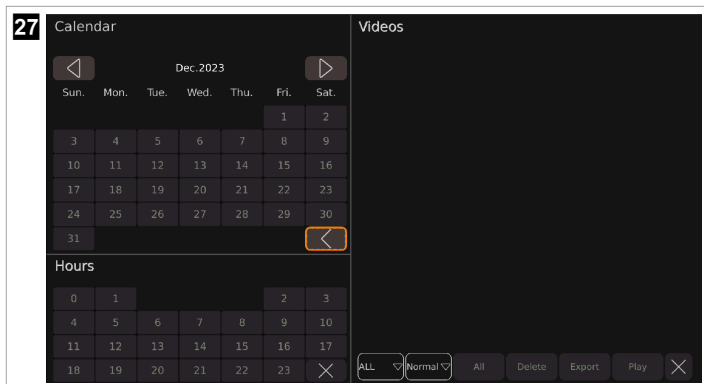 27
Calendar
Dec.2023
Sun. Mon. Tue. Wed. Thu. Fri. Sat.
1 2
3 4 5 6 7 8 9
10 11 12 13 14 15 16
17 18 19 20 21 22 23
24 25 26 27 28 29 30
31
Hours
0 1 2 3
4 5 6 7 8 9 10
11 12 13 14 15 16 17
18 19 20 21 22 23
Videos
ALL Normal All Delete Export Play